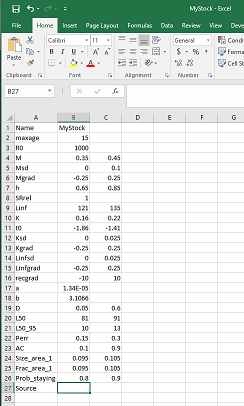 MyStock - Excel
File Home Insert Page Layout Formulas Data Review View
Paste
Calibri 11
General
Clipboard Font Alignment Number
B27
A B C D E F G
1 Name MyStock
2 maxage 15
3 R0 1000
4 M 0.35 0.45
5 Msd 0 0.1
6 Mgrad -0.25 0.25
7 h 0.65 0.85
8 SRrel 1
9 Linf 121 135
10 K 0.16 0.22
11 t0 -1.86 -1.41
12 Ksd 0 0.025
13 Kgrad -0.25 0.25
14 Linfsd 0 0.025
15 Linfgrad -0.25 0.25
16 recgrad -10 10
17 a 1.34E-05
18 b 3.1066
19 D 0.05 0.6
20 L50 81 91
21 L50_95 10 13
22 Perr 0.15 0.3
23 AC 0.1 0.9
24 Size_area_1 0.095 0.105
25 Frac_area_1 0.095 0.105
26 Prob_staying 0.8 0.9
27 Source
28